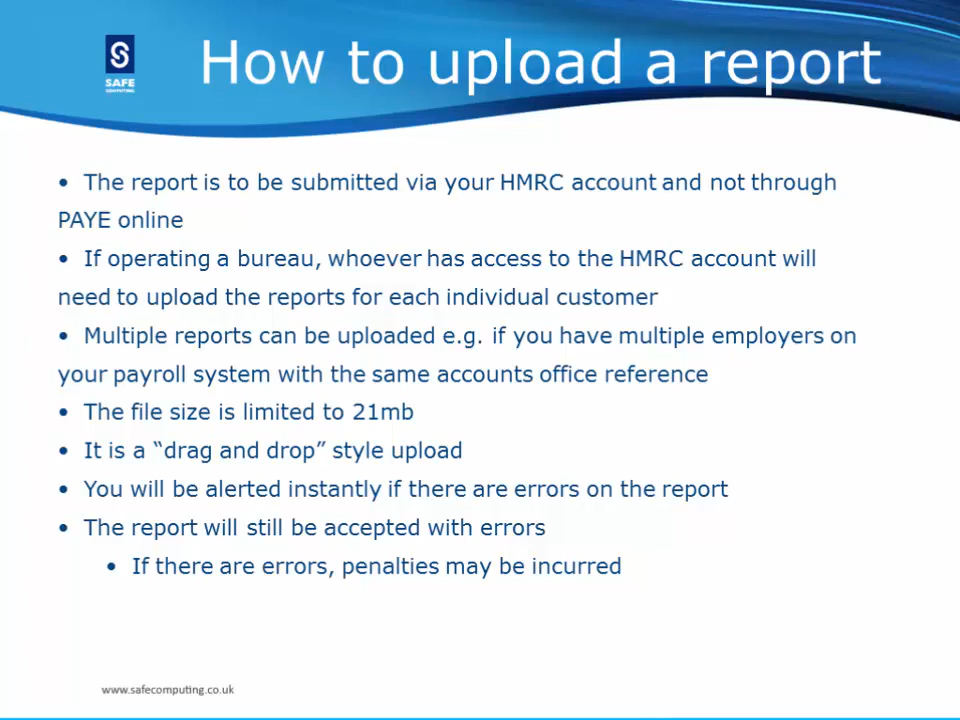 SAFE
COMPUTING
How to upload a report
• The report is to be submitted via your HMRC account and not through
PAYE online
• If operating a bureau, whoever has access to the HMRC account will
need to upload the reports for each individual customer
• Multiple reports can be uploaded e.g. if you have multiple employers on
your payroll system with the same accounts office reference
• The file size is limited to 21mb
• It is a “drag and drop” style upload
• You will be alerted instantly if there are errors on the report
• The report will still be accepted with errors
• If there are errors, penalties may be incurred
www.safecomputing.co.uk